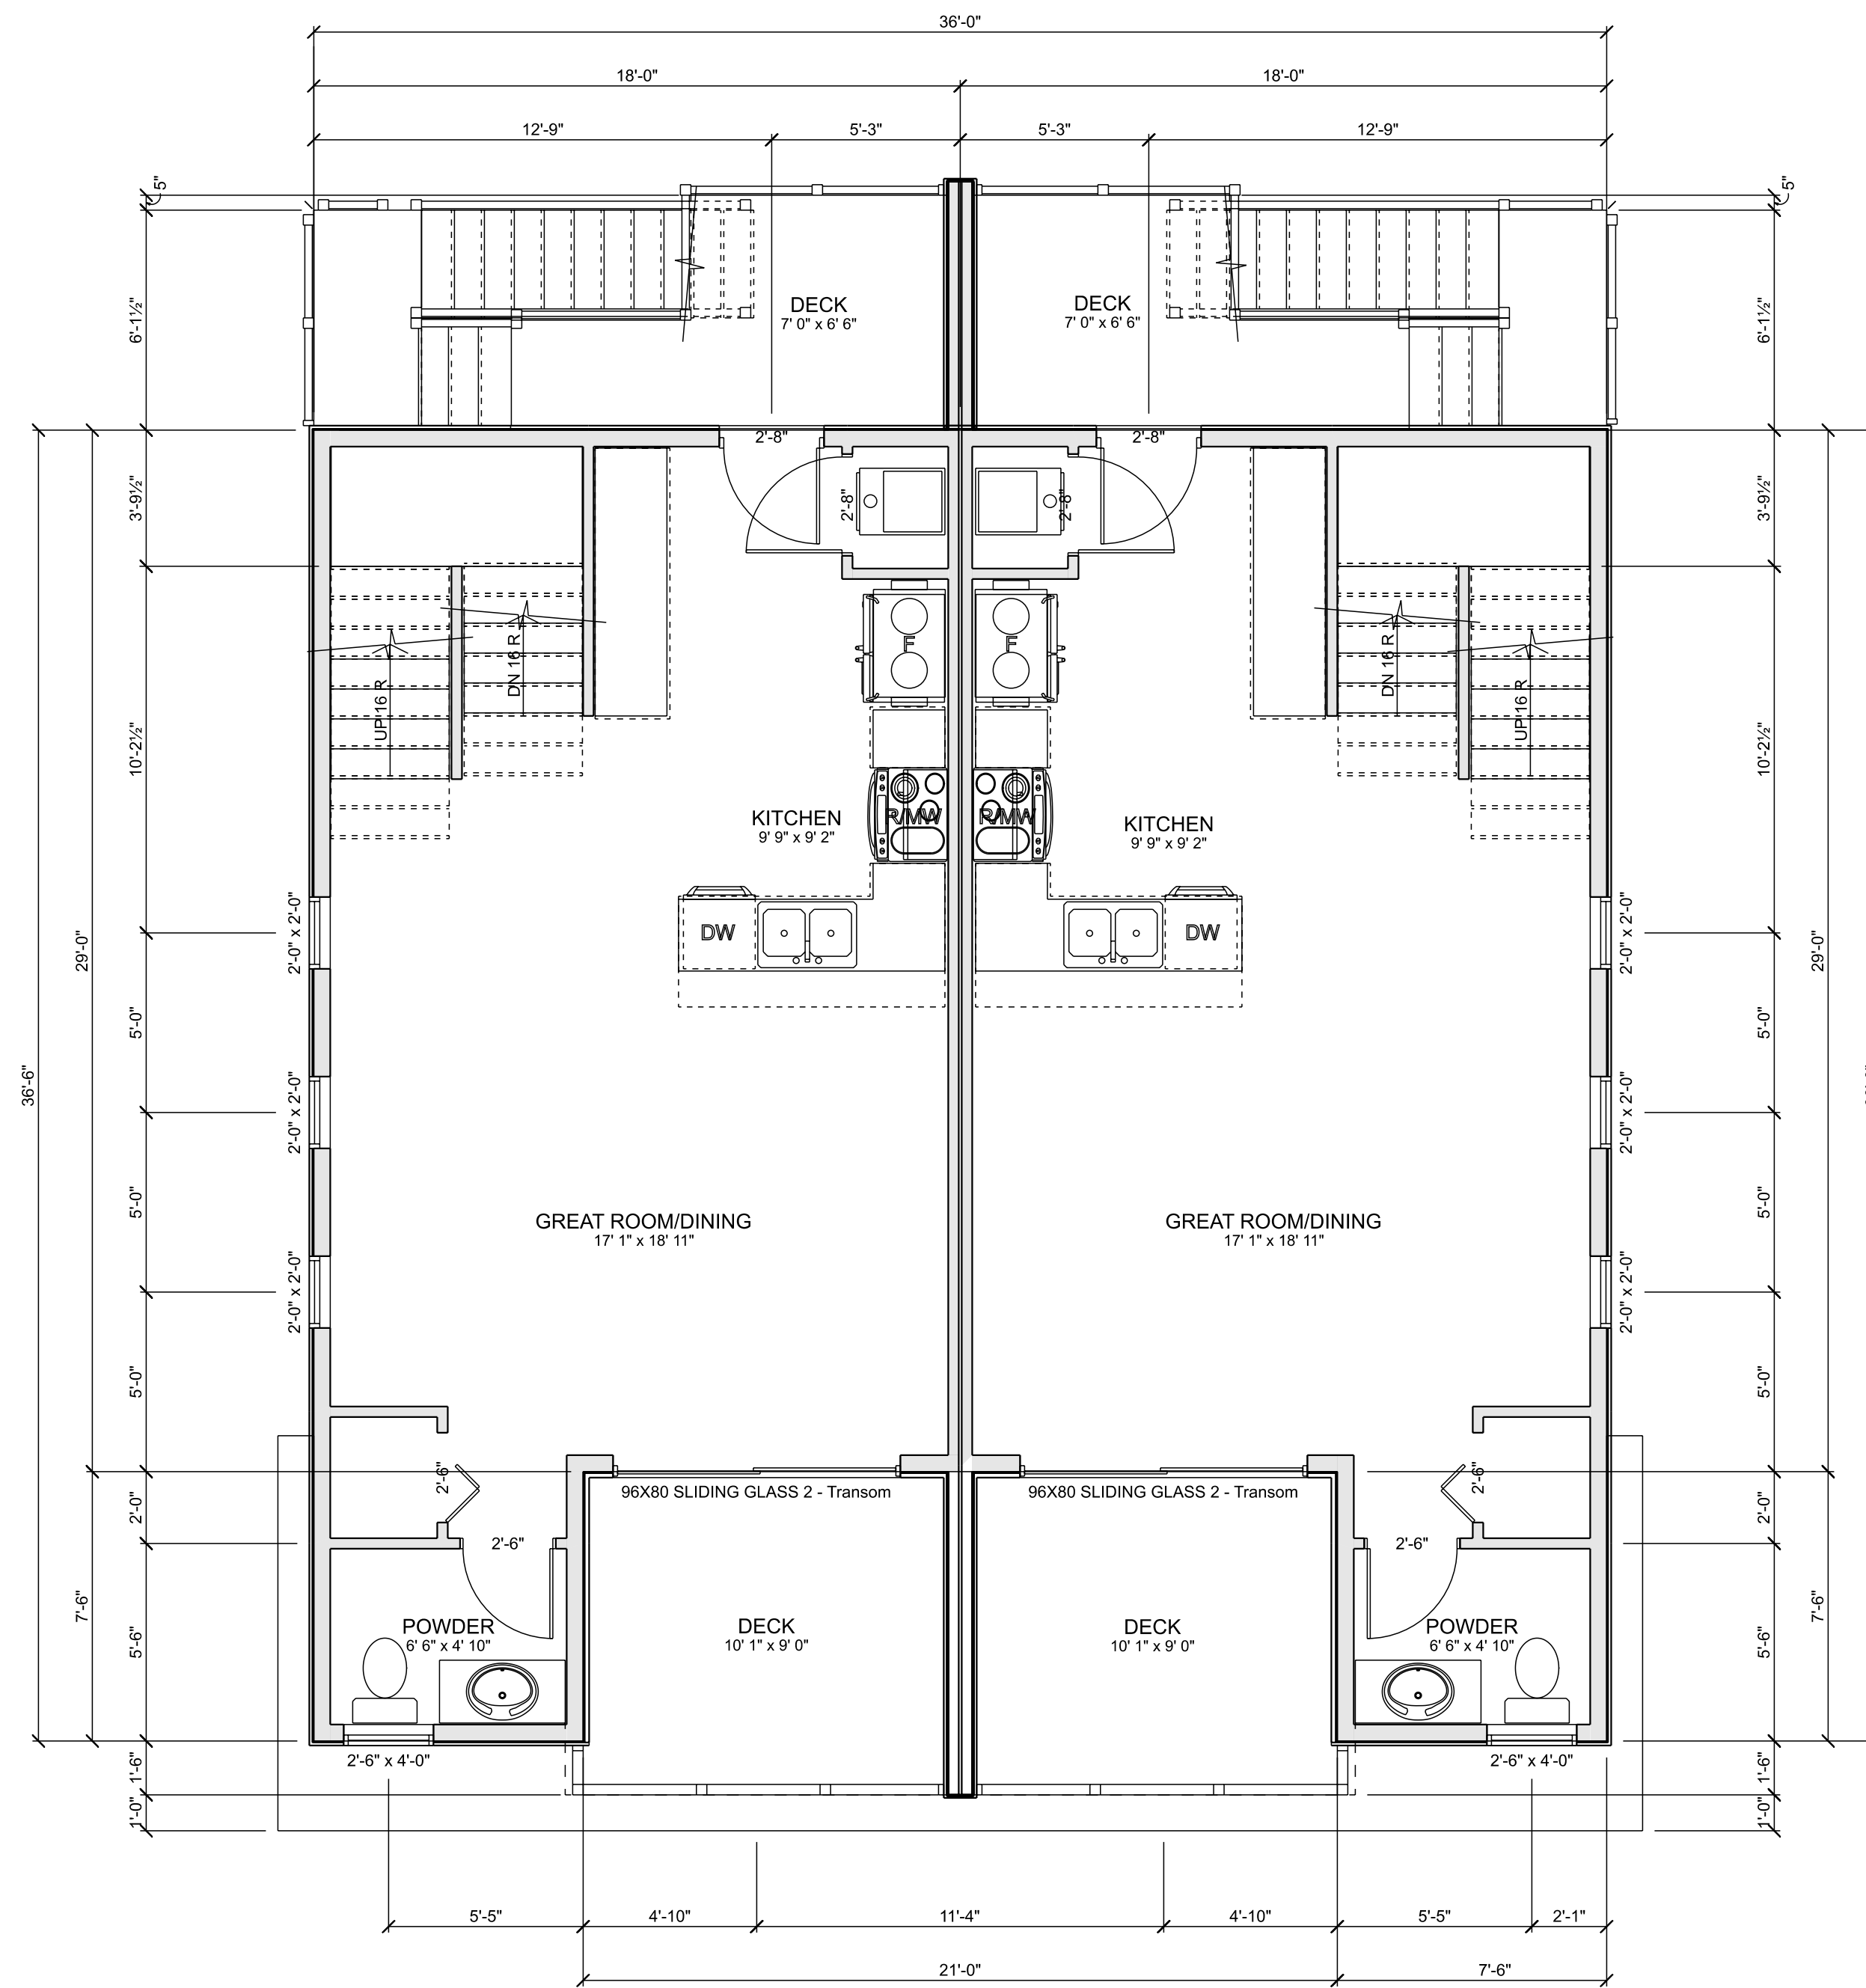 36'-0"
18'-0" 18'-0"
12'-9" 5'-3" 5'-3" 12'-9"
5" 5"
6'-1½" 6'-1½"
DECK DECK
7' 0" x 6' 6" 7' 0" x 6' 6"
2'-8" 2'-8"
3'-9½" 2'-8" 2'-8" 3'-9½"
F F
DN 16 R DN 16 R
UP 16 R UP 16 R
10'-2½" 10'-2½"
KITCHEN R/MW R/MW KITCHEN
9' 9" x 9' 2" 9' 9" x 9' 2"
DW DW
29'-0" 2'-0" x 2'-0" 2'-0" x 2'-0" 29'-0"
5'-0" 5'-0"
36'-6"
2'-0" x 2'-0" 2'-0" x 2'-0"
5'-0" 5'-0"
GREAT ROOM/DINING GREAT ROOM/DINING
17' 1" x 18' 11" 17' 1" x 18' 11"
2'-0" x 2'-0" 2'-0" x 2'-0"
5'-0" 5'-0"
2'-6" 2'-6"
96X80 SLIDING GLASS 2 - Transom 96X80 SLIDING GLASS 2 - Transom
2'-0" 2'-0"
2'-6" 2'-6"
7'-6" 5'-6" 5'-6" 7'-6"
POWDER DECK DECK POWDER
6' 6" x 4' 10" 10' 1" x 9' 0" 10' 1" x 9' 0" 6' 6" x 4' 10"
2'-6" x 4'-0" 2'-6" x 4'-0"
1'-6" 1'-6"
1'-0" 1'-0"
5'-5" 4'-10" 11'-4" 4'-10" 5'-5" 2'-1"
21'-0" 7'-6"